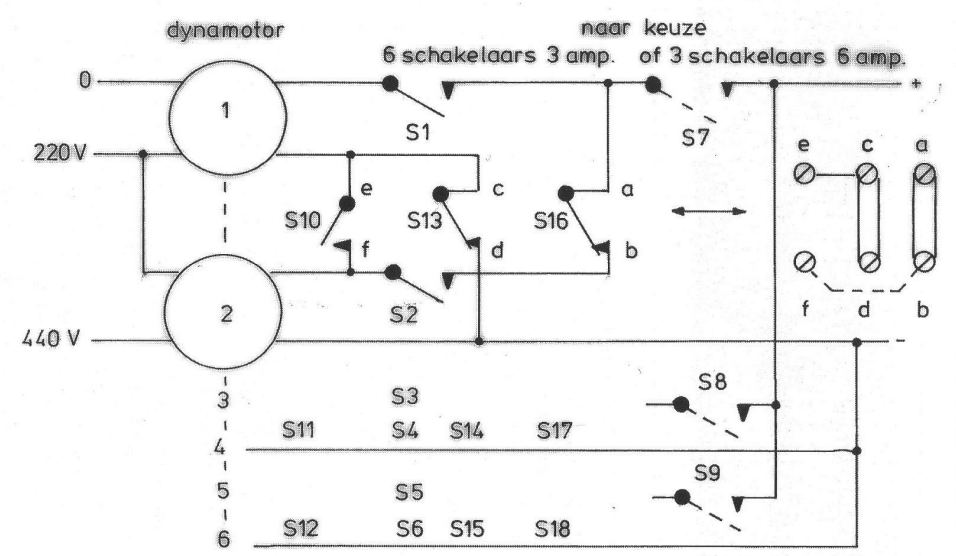 dynamotor
naar keuze
6 schakelaars 3 amp. of 3 schakelaars 6 amp.
0
1
S1
S7
+
220 V
e
c
a
e
c
a
S10
S13
S16
f
d
b
2
S2
f
d
b
440 V
-
3
S3
S8
4
S11
S4
S14
S17
5
S5
S9
6
S12
S6
S15
S18